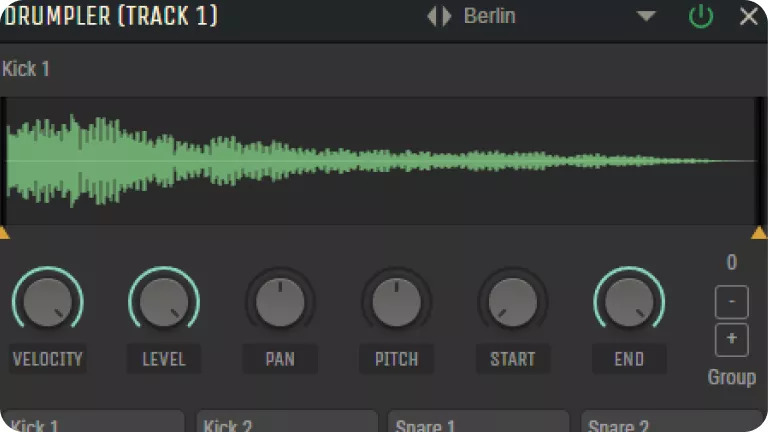 DRUMPLER (TRACK 1)
Berlin
Kick 1
0
-
+
Group
VELOCITY
LEVEL
PAN
PITCH
START
END
Kick 1
Kick 2
Snare 1
Snare 2